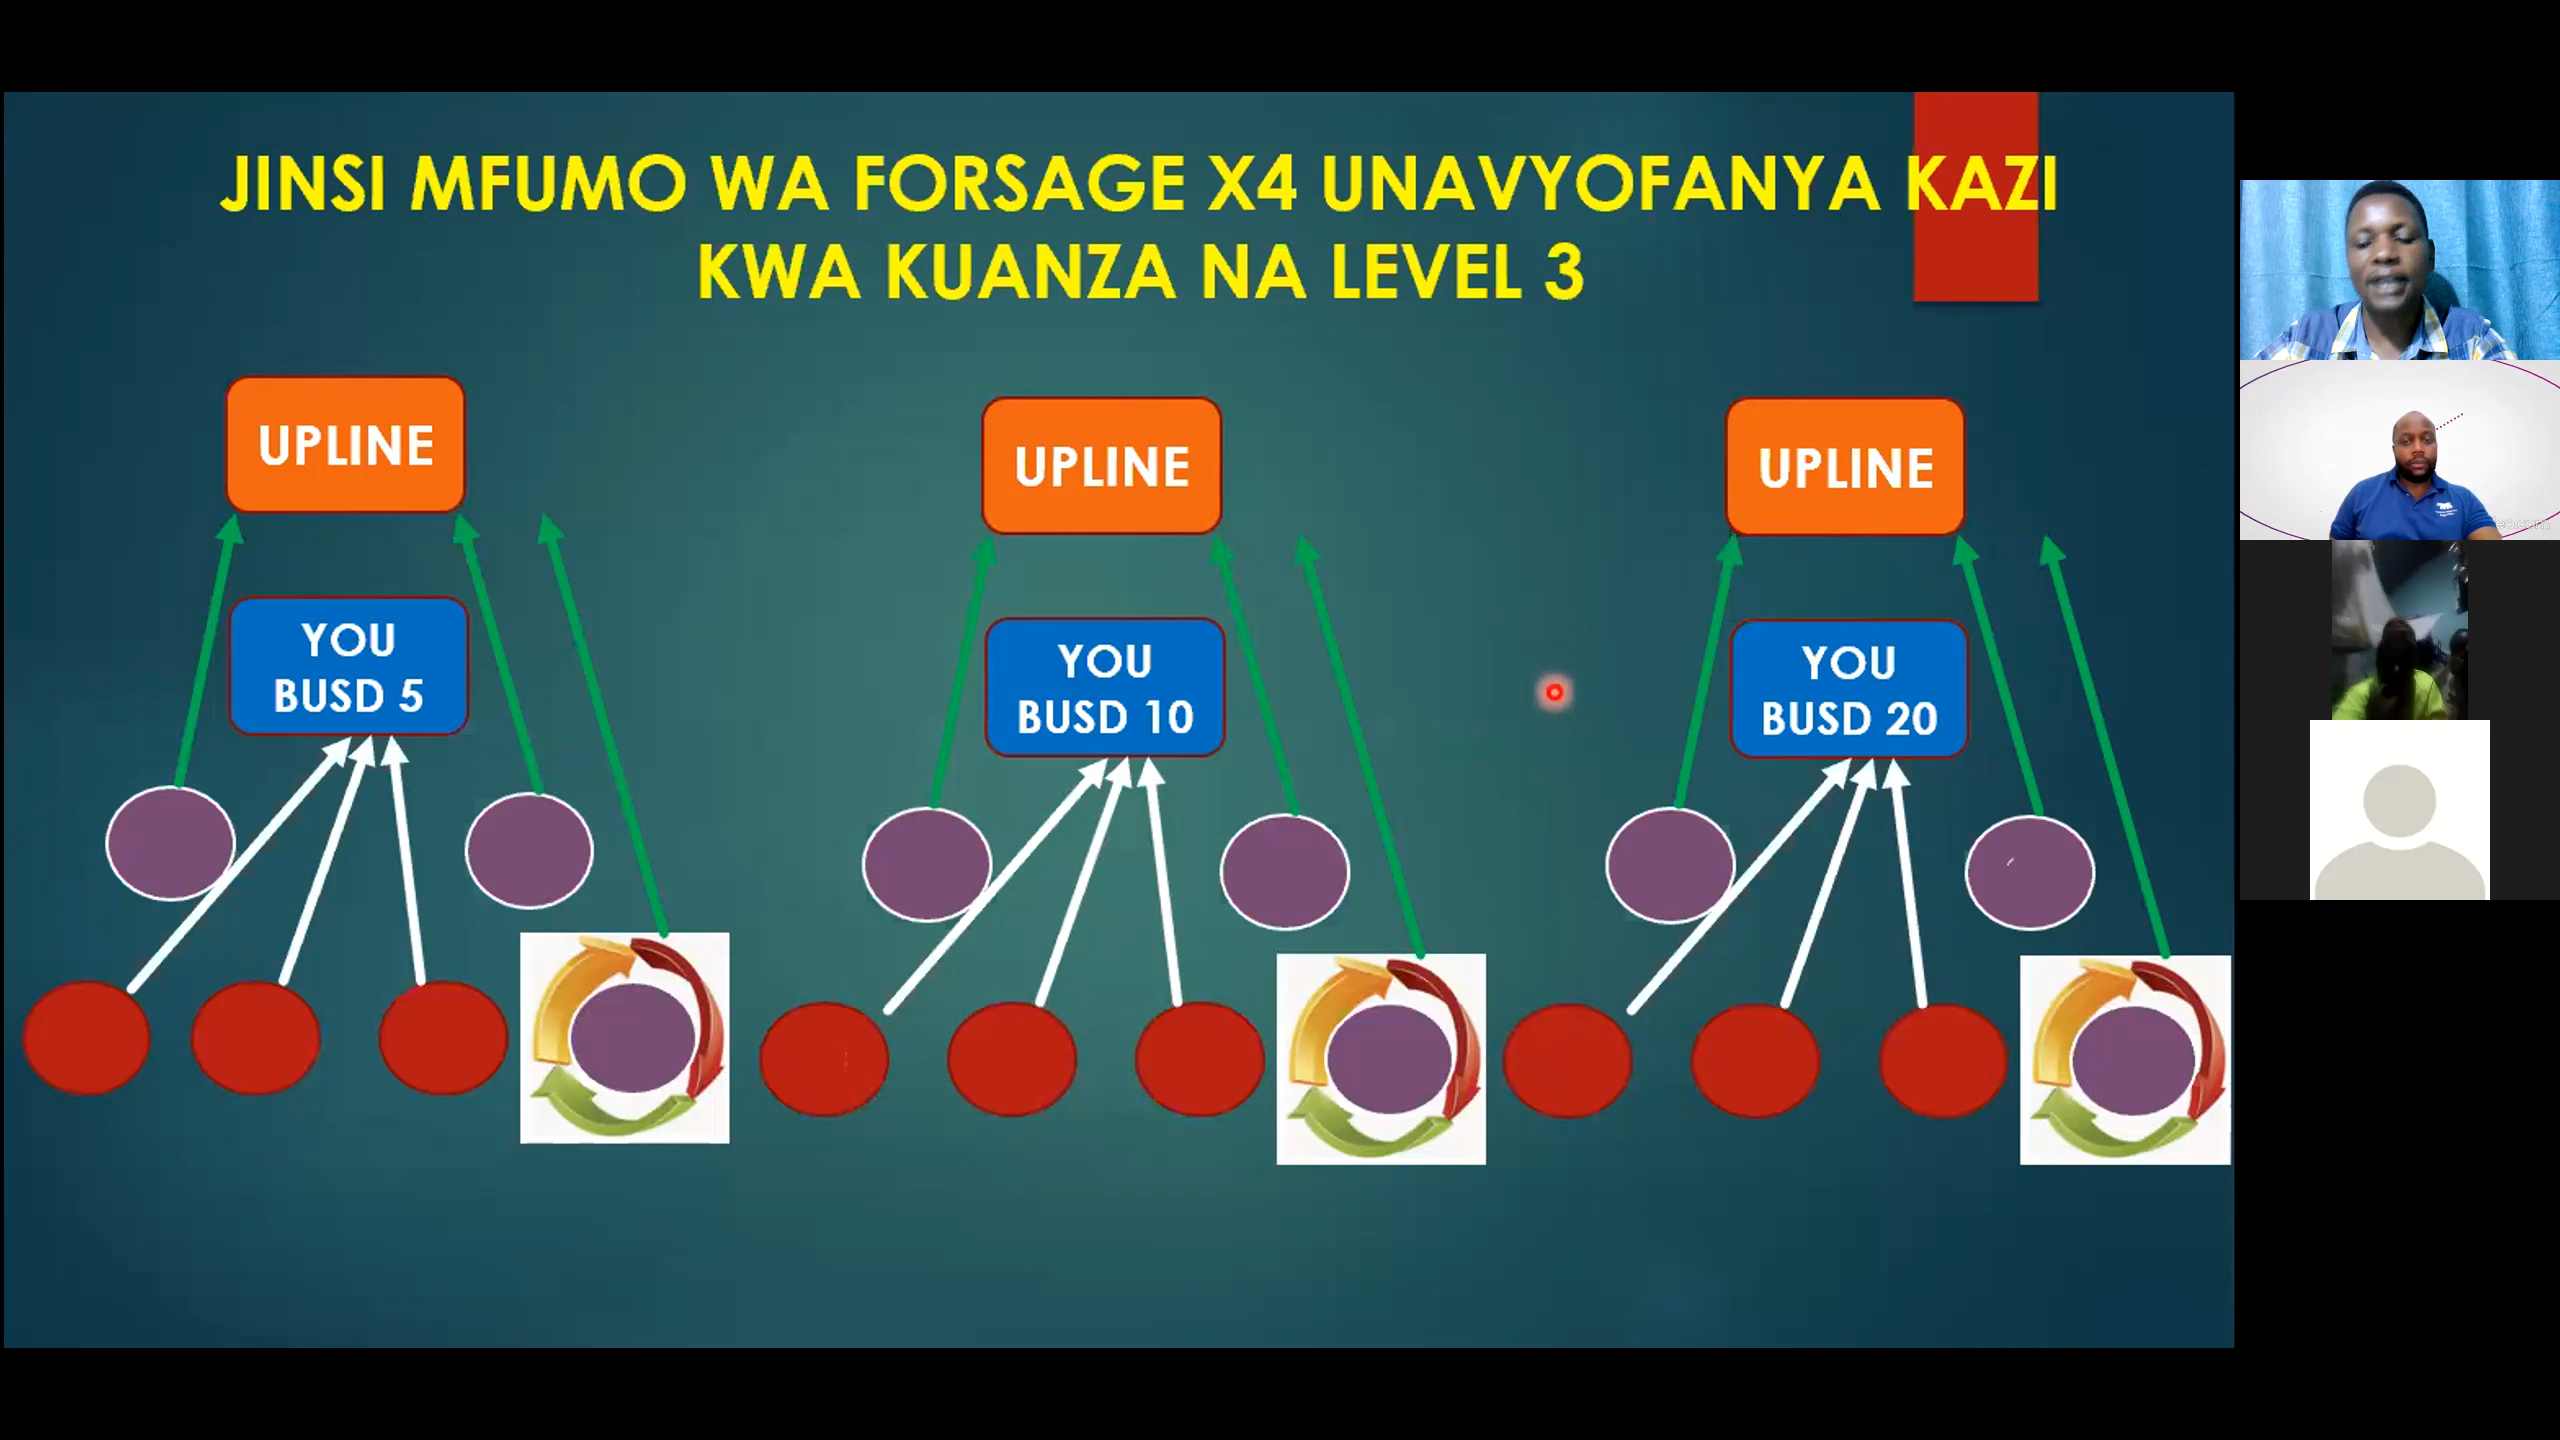 JINSI MFUMO WA FORSAGE X4 UNAVYOFANYA KAZI
KWA KUANZA NA LEVEL 3
UPLINE
UPLINE
UPLINE
YOU
BUSD 5
YOU
BUSD 10
YOU
BUSD 20